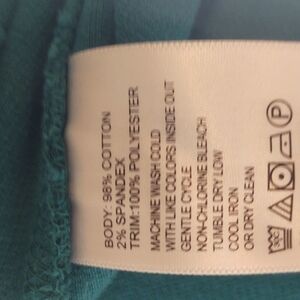 BODY: 98% COTTON
2% SPANDEX
TRIM:100% POLYESTER
MACHINE WASH COLD
WITH LIKE COLORS INSIDE OUT
GENTLE CYCLE
NON-CHLORINE BLEACH
TUMBLE DRY LOW
COOL IRON
OR DRY CLEAN
P